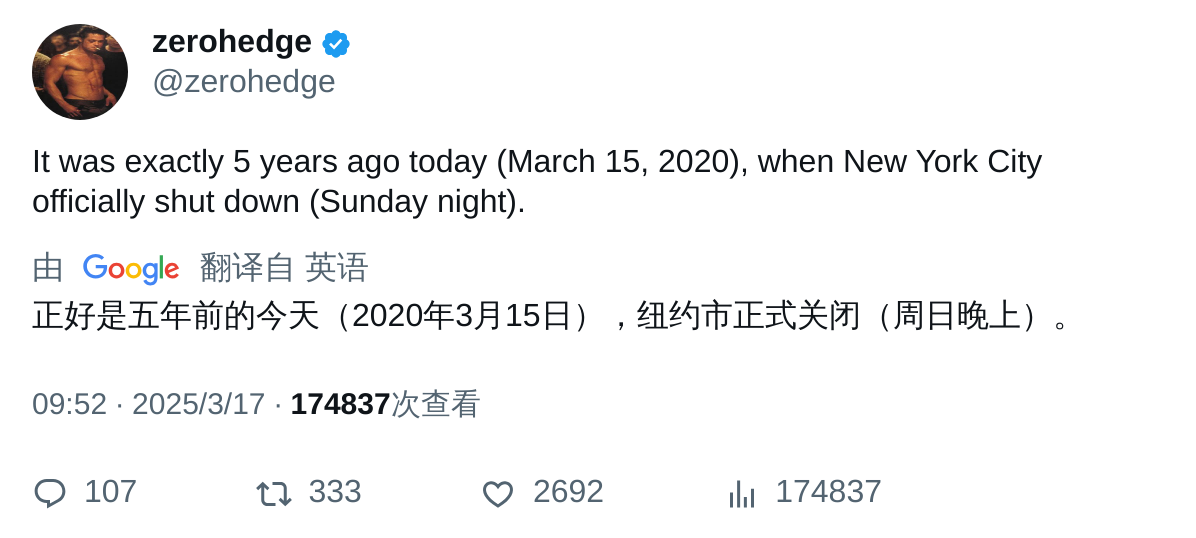 zerohedge
@zerohedge
It was exactly 5 years ago today (March 15, 2020), when New York City
officially shut down (Sunday night).
由 Google 翻译自 英语
正好是五年前的今天（2020年3月15日），纽约市正式关闭（周日晚上）。
09:52 · 2025/3/17 · 174837次查看
107 333 2692 174837